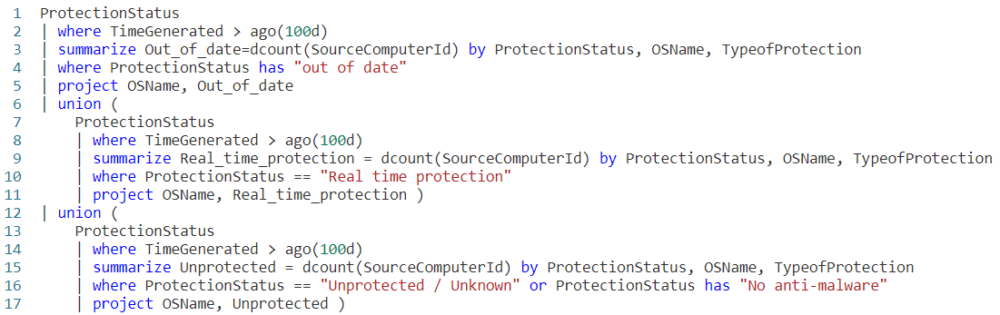 1 ProtectionStatus
2 | where TimeGenerated > ago(100d)
3 | summarize Out_of_date=dcount(SourceComputerId) by ProtectionStatus, OSName, TypeofProtection
4 | where ProtectionStatus has "out of date"
5 | project OSName, Out_of_date
6 | union (
7 ProtectionStatus
8 | where TimeGenerated > ago(100d)
9 | summarize Real_time_protection = dcount(SourceComputerId) by ProtectionStatus, OSName, TypeofProtection
10 | where ProtectionStatus == "Real time protection"
11 | project OSName, Real_time_protection )
12 | union (
13 ProtectionStatus
14 | where TimeGenerated > ago(100d)
15 | summarize Unprotected = dcount(SourceComputerId) by ProtectionStatus, OSName, TypeofProtection
16 | where ProtectionStatus == "Unprotected / Unknown" or ProtectionStatus has "No anti-malware"
17 | project OSName, Unprotected )